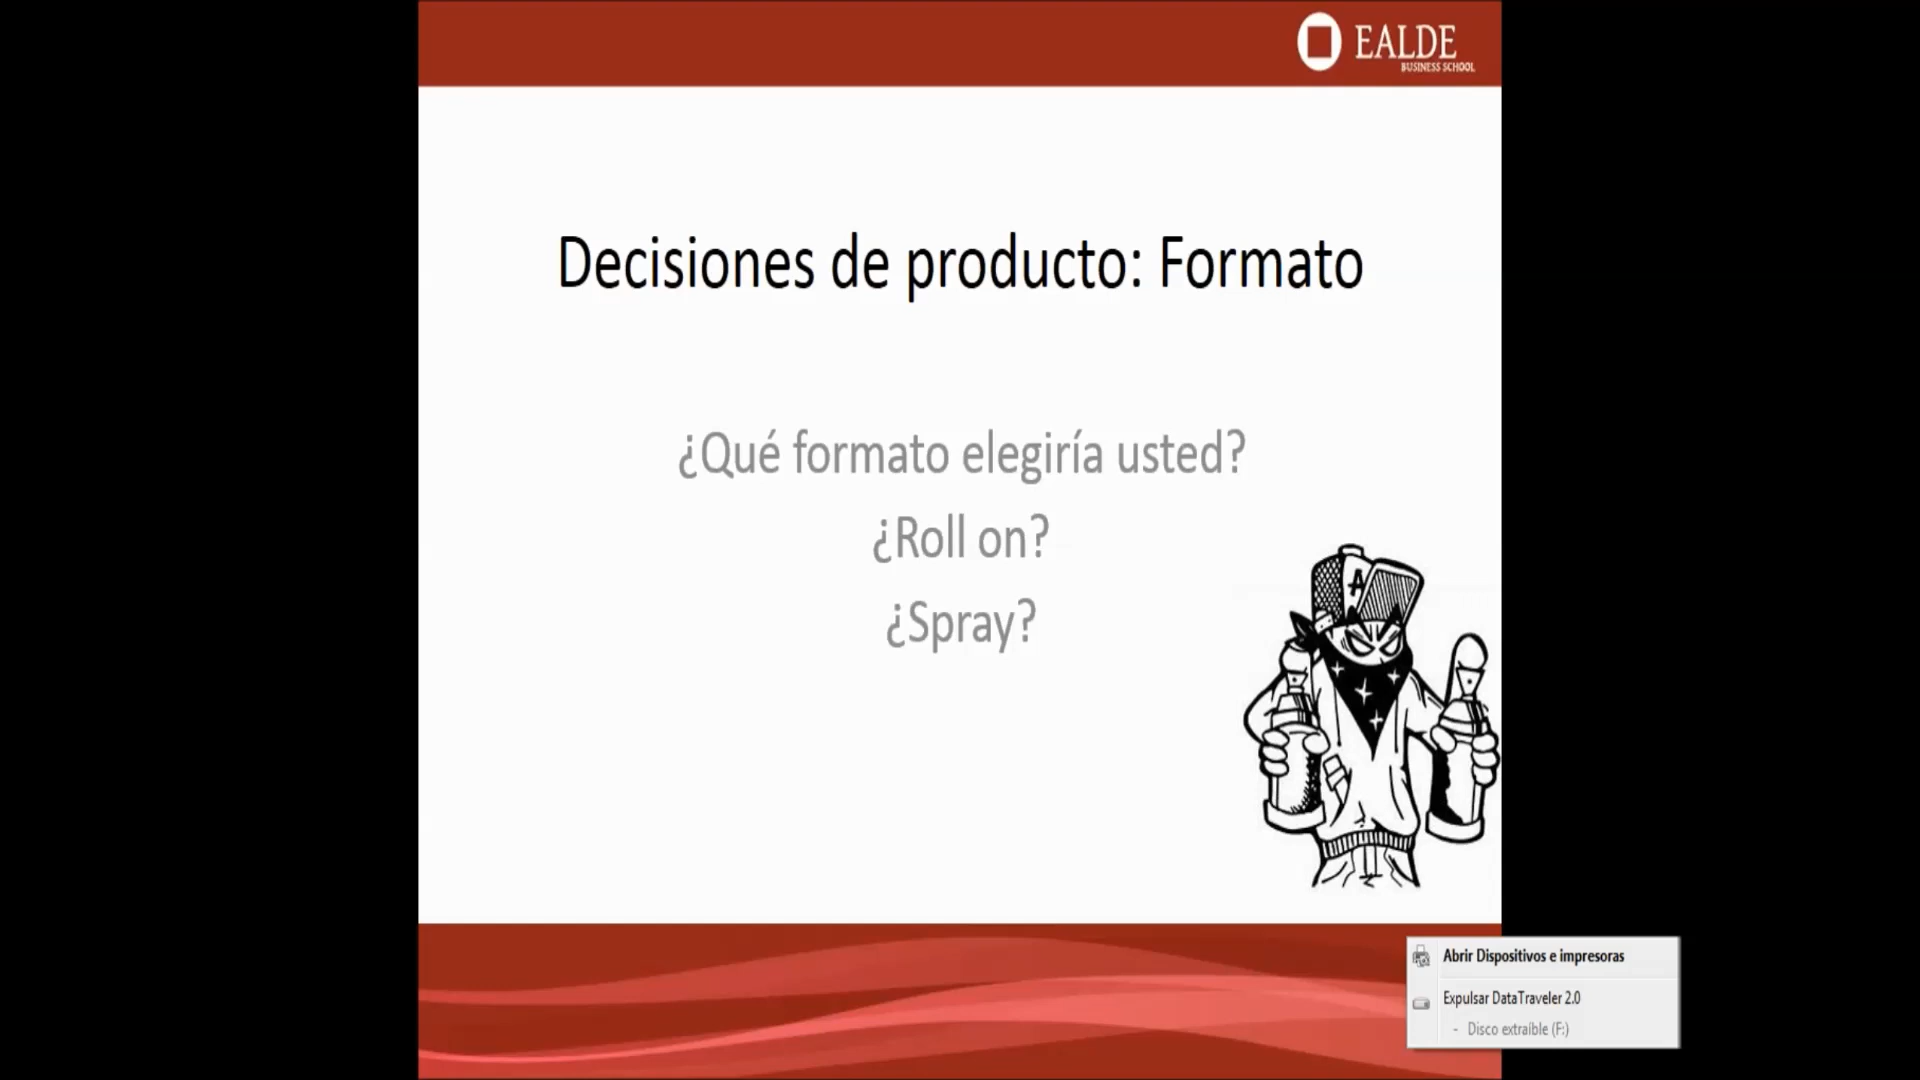 EALDE
BUSINESS SCHOOL
Decisiones de producto: Formato
¿Qué formato elegiría usted?
¿Roll on?
¿Spray?
A
Abrir Dispositivos e impresoras
Expulsar DataTraveler 2.0
- Disco extraíble (F:)